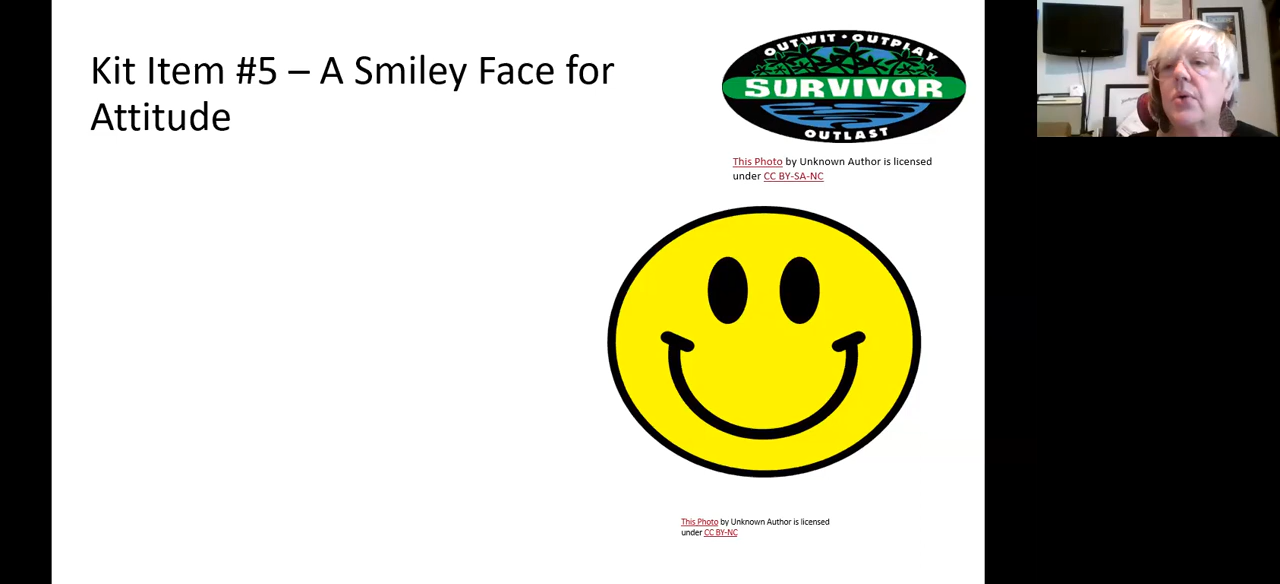 Kit Item #5 – A Smiley Face for
Attitude
OUTWIT • OUTPLAY
SURVIVOR
OUTLAST
This Photo by Unknown Author is licensed
under CC BY-SA-NC
This Photo by Unknown Author is licensed
under CC BY-NC